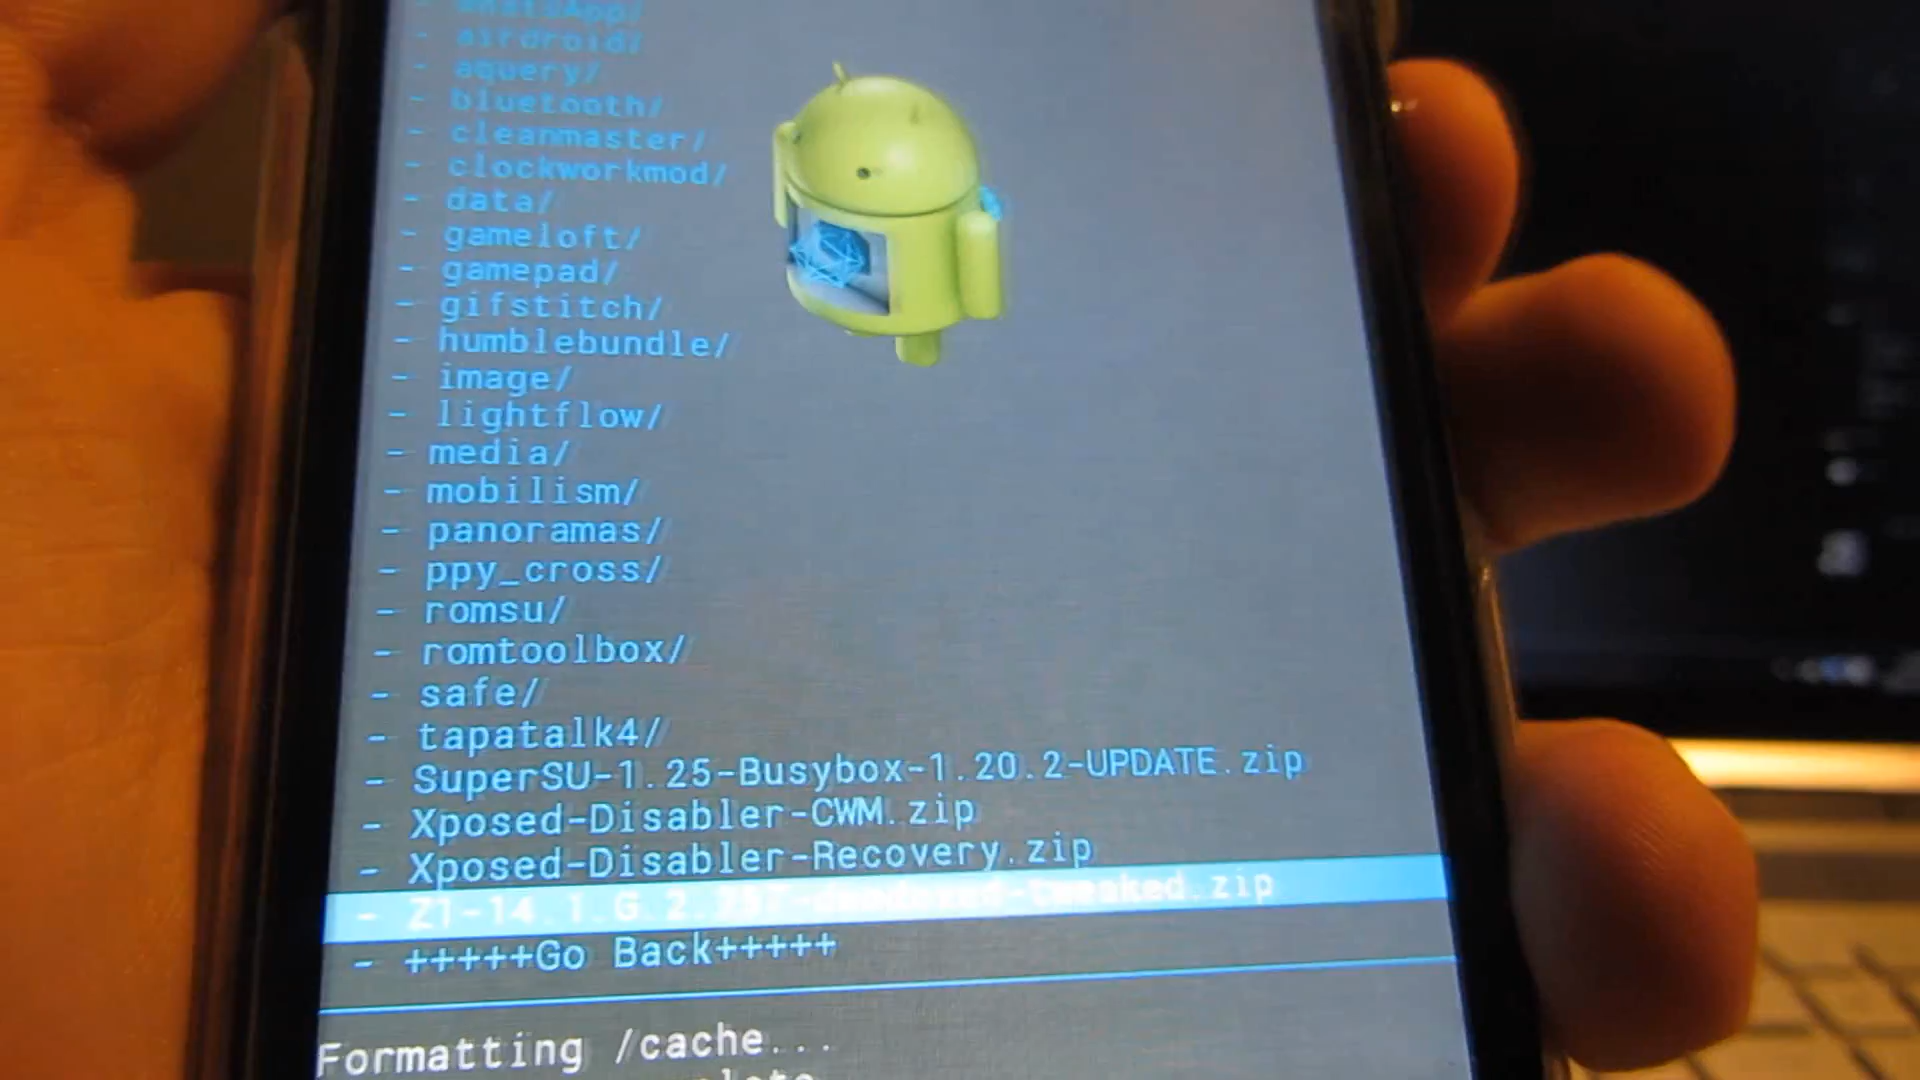 - whatsApp/
- airdroid/
- aquery/
- bluetooth/
- cleanmaster/
- clockworkmod/
- data/
- gameloft/
- gamepad/
- gifstitch/
- humblebundle/
- image/
- lightflow/
- media/
- mobilism/
- panoramas/
- ppy_cross/
- romsu/
- romtoolbox/
- safe/
- tapatalk4/
- SuperSU-1.25-Busybox-1.20.2-UPDATE.zip
- Xposed-Disabler-CWM.zip
- Xposed-Disabler-Recovery.zip
- +++++Go Back+++++
Formatting /cache...